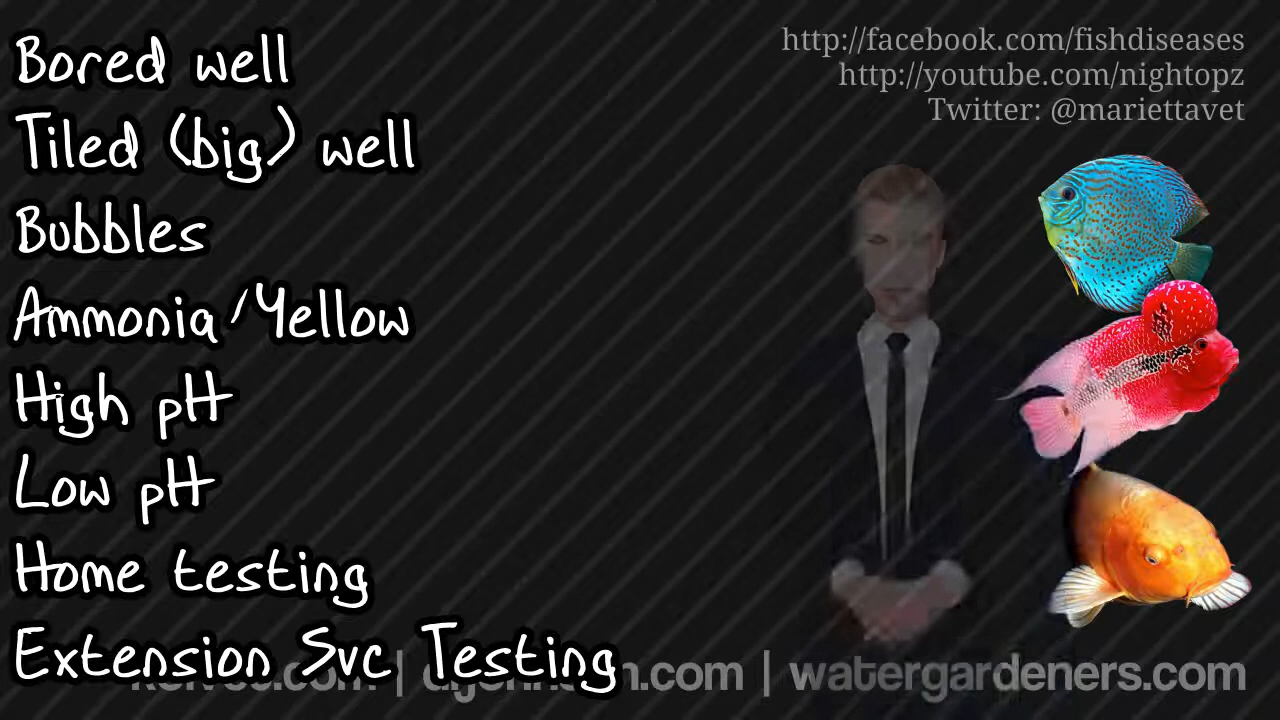 Bored well
Tiled (big) well
Bubbles
Ammonia/Yellow
High pH
Low pH
Home testing
Extension Svc Testing
http://facebook.com/fishdiseases
http://youtube.com/nightopz
Twitter: @mariettavet
| .com | watergardeners.com